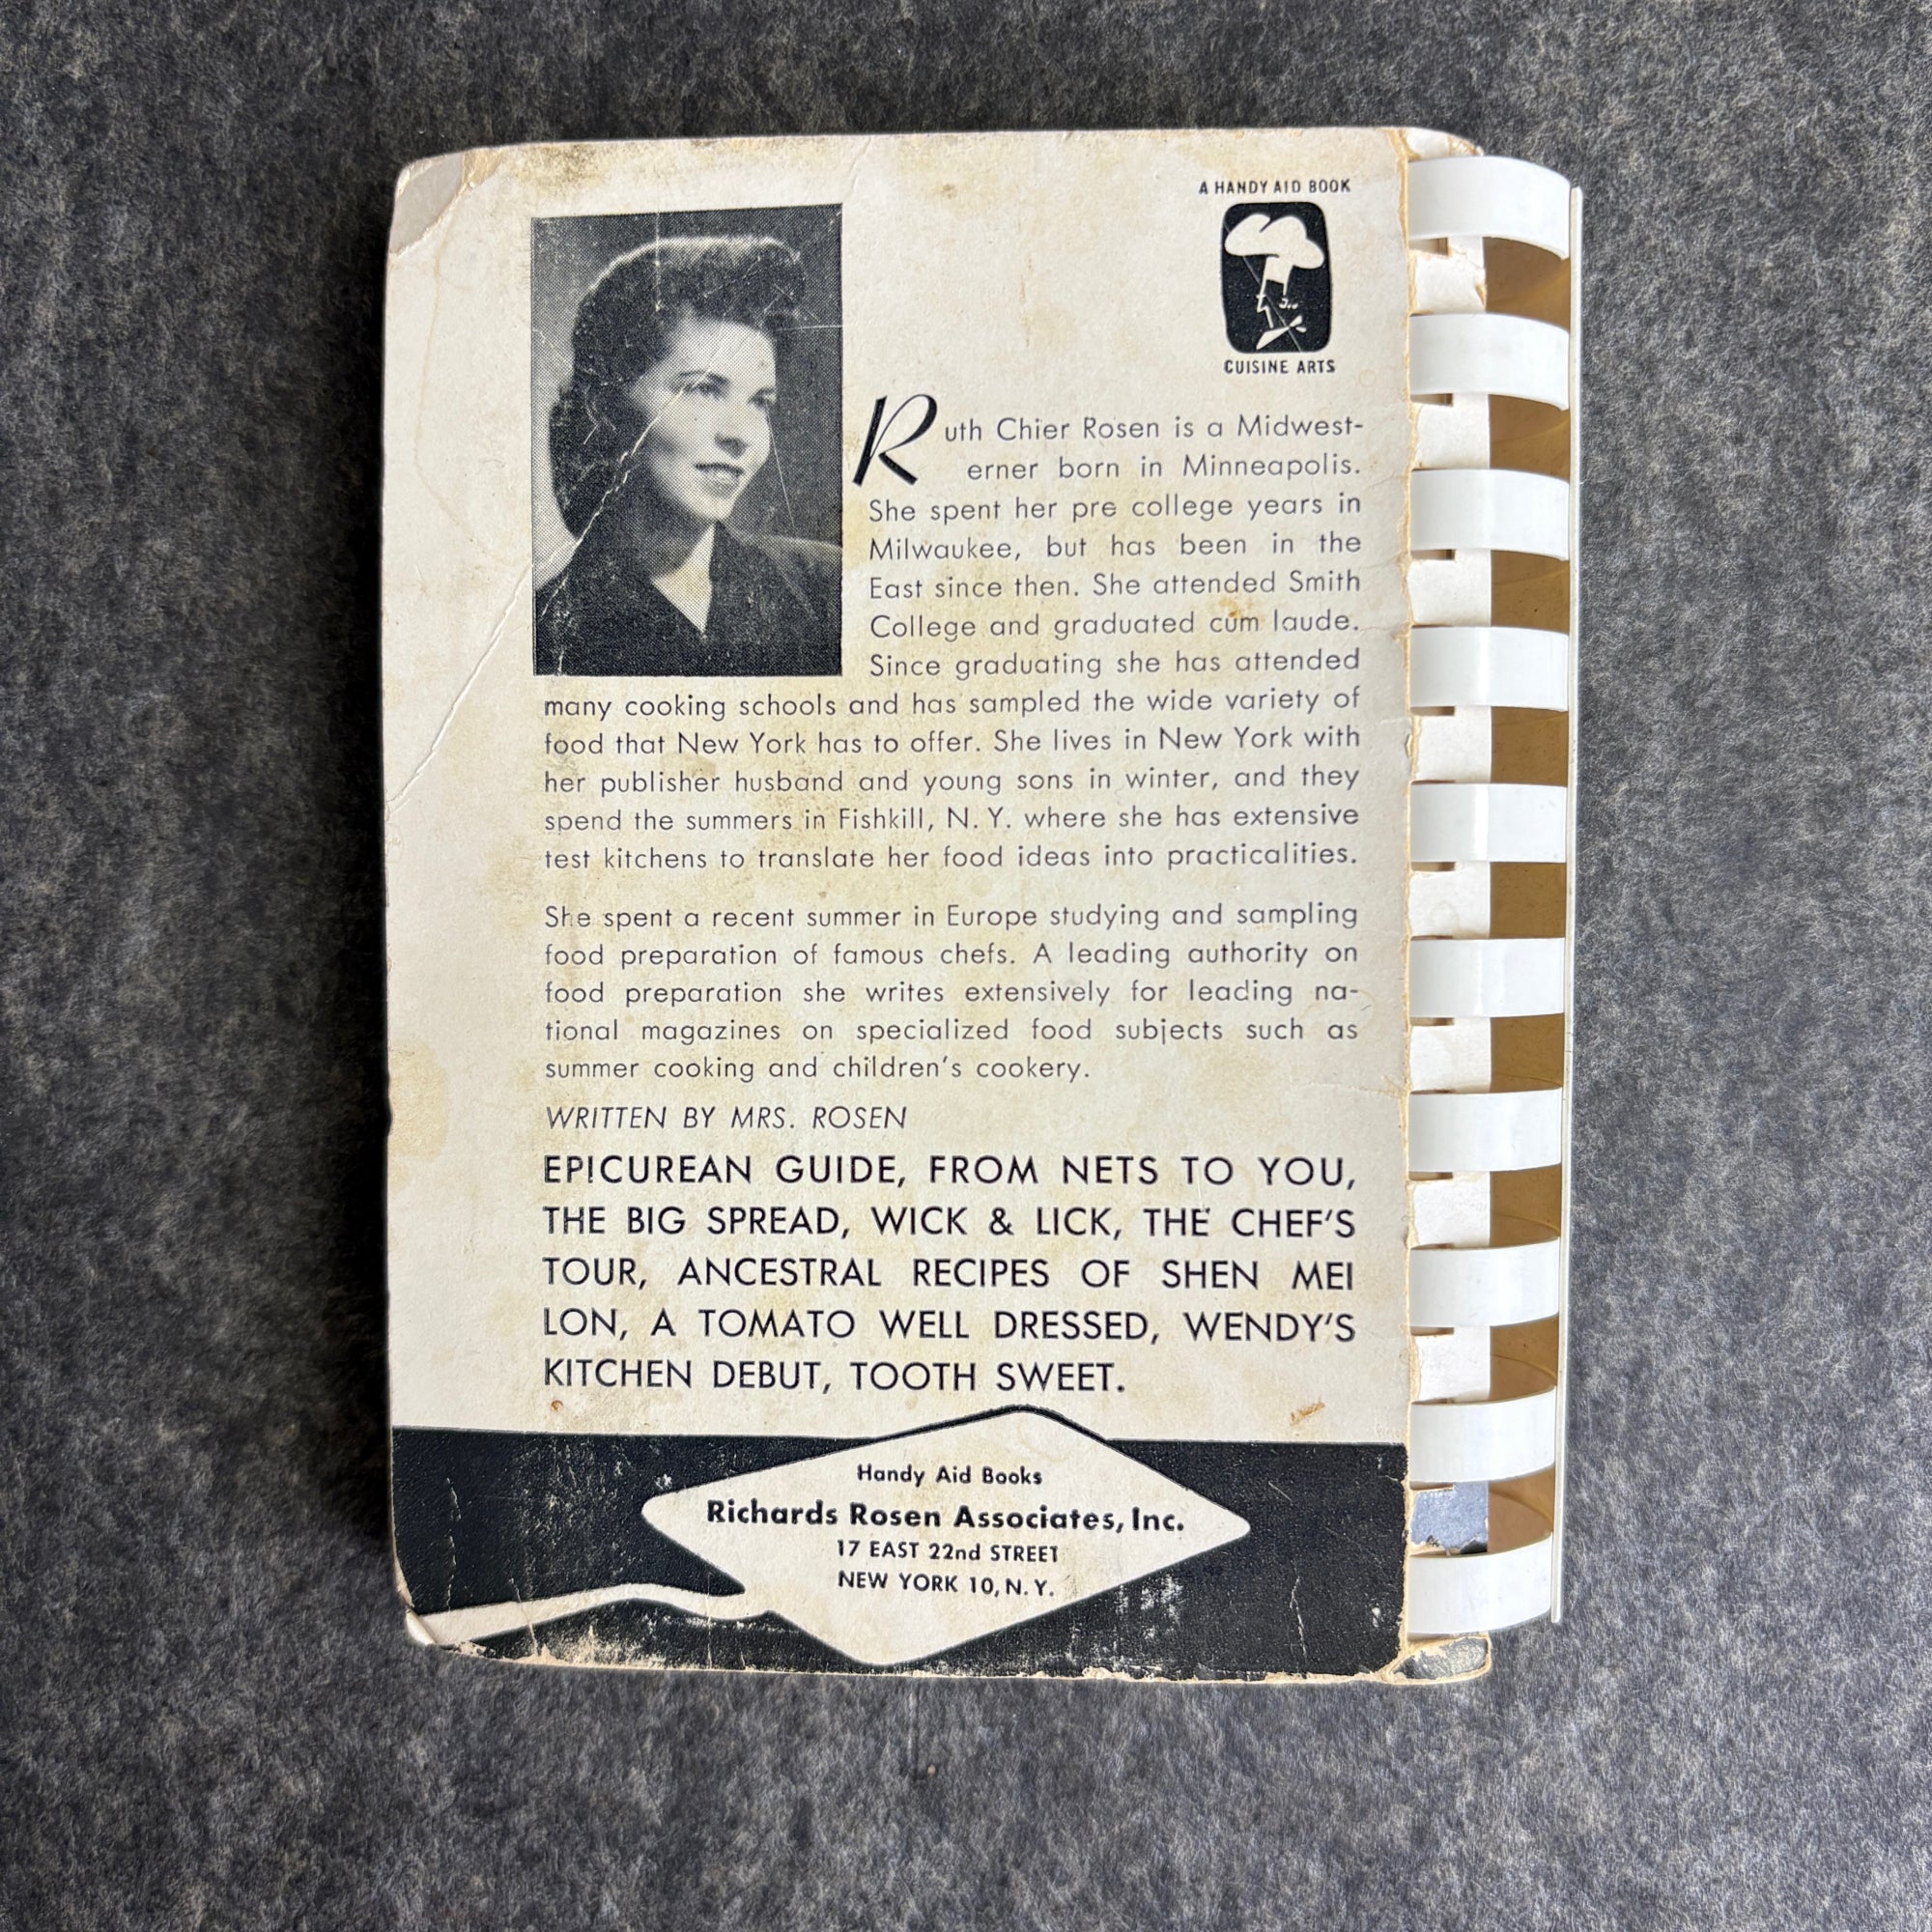 A HANDY AID BOOK
CUISINE ARTS
Ruth Chier Rosen is a Midwest-
erner born in Minneapolis.
She spent her pre college years in
Milwaukee, but has been in the
East since then. She attended Smith
College and graduated cum laude.
Since graduating she has attended
many cooking schools and has sampled the wide variety of
food that New York has to offer. She lives in New York with
her publisher husband and young sons in winter, and they
spend the summers in Fishkill, N. Y. where she has extensive
test kitchens to translate her food ideas into practicalities.
She spent a recent summer in Europe studying and sampling
food preparation of famous chefs. A leading authority on
food preparation she writes extensively for leading na-
tional magazines on specialized food subjects such as
summer cooking and children's cookery.
WRITTEN BY MRS. ROSEN
EPICUREAN GUIDE, FROM NETS TO YOU,
THE BIG SPREAD, WICK & LICK, THE CHEF'S
TOUR, ANCESTRAL RECIPES OF SHEN MEI
LON, A TOMATO WELL DRESSED, WENDY'S
KITCHEN DEBUT, TOOTH SWEET.
Handy Aid Books
Richards Rosen Associates, Inc.
17 EAST 22nd STREET
NEW YORK 10, N. Y.